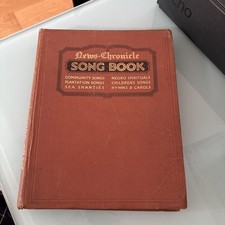 News-Chronicle
SONG BOOK
COMMUNITY SONGS NEGRO SPIRITUALS
PLANTATION SONGS CHILDREN'S SONGS
SEA SHANTIES HYMNS & CAROLS